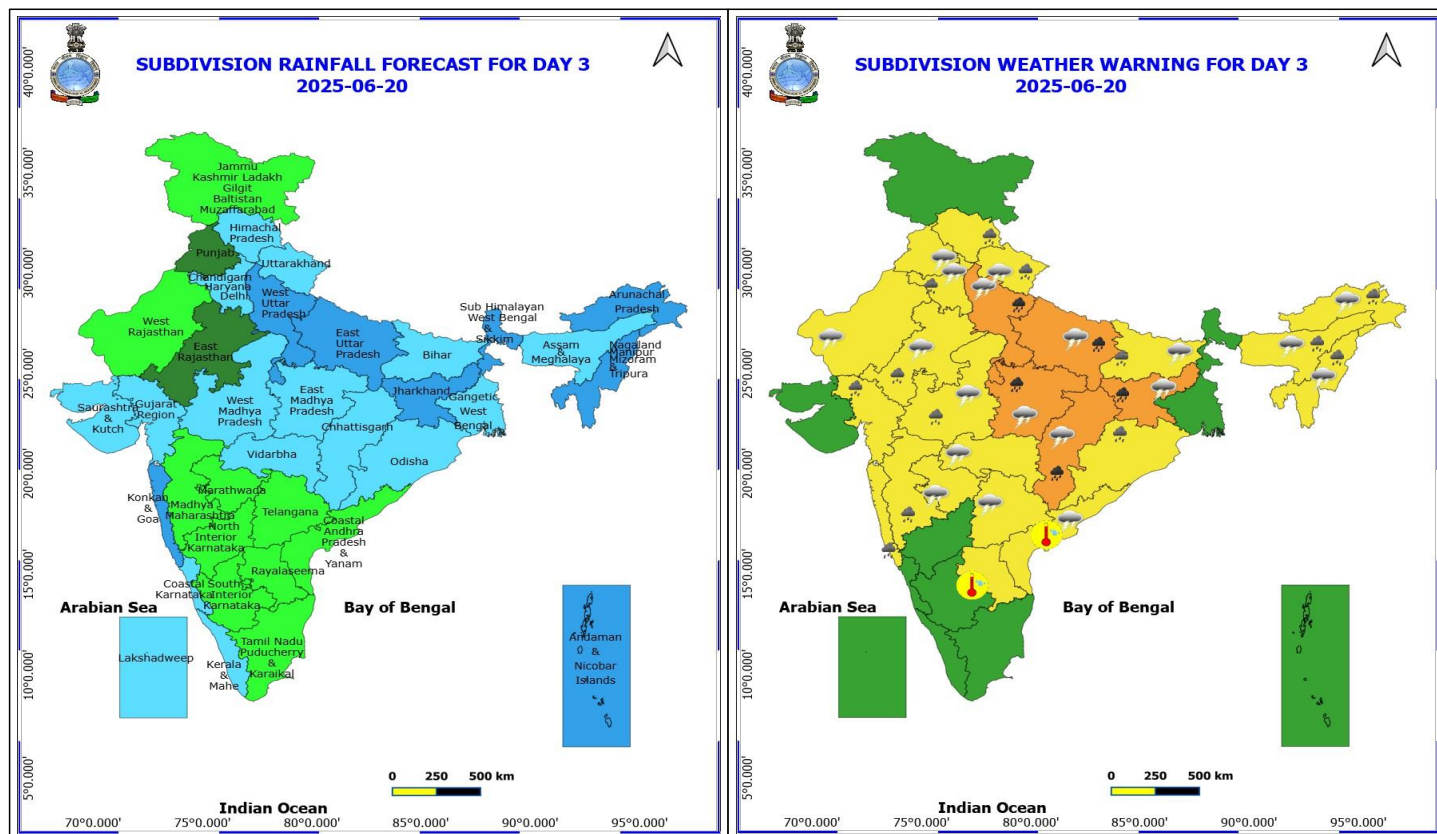 SUBDIVISION RAINFALL FORECAST FOR DAY 3
2025-06-20
40°0.000'
35°0.000'
30°0.000'
25°0.000'
20°0.000'
15°0.000'
10°0.000'
5°0.000'
Jammu
Kashmir Ladakh
Gilgit
Baltistan
Muzaffarabad
Himachal
Pradesh
Punjab
Uttarakhand
Chandigarh
Haryana
Delhi
West
Uttar
Pradesh
West
Rajasthan
East
Rajasthan
East
Uttar
Pradesh
Sub Himalayan
West Bengal
&
Sikkim
Arunachal
Pradesh
Assam
&
Meghalaya
Nagaland
Manipur
Mizoram
&
Tripura
Bihar
Jharkhand
Gangetic
West
Bengal
Saurashtra
&
Kutch
Gujarat
Region
West
Madhya
Pradesh
East
Madhya
Pradesh
Chhattisgarh
Vidarbha
Odisha
Konkan
&
Goa
Marathwada
Madhya
Maharashtra
North
Interior
Karnataka
Telangana
Coastal
Andhra
Pradesh
&
Yanam
Rayalaseema
Coastal
Karnataka
South
Interior
Karnataka
Arabian Sea
Bay of Bengal
Lakshadweep
Kerala
&
Mahe
Tamil Nadu
Puducherry
&
Karaikal
Andaman
&
Nicobar
Islands
0 250 500 km
Indian Ocean
70°0.000' 75°0.000' 80°0.000' 85°0.000' 90°0.000' 95°0.000'
SUBDIVISION WEATHER WARNING FOR DAY 3
2025-06-20
40°0.000'
35°0.000'
30°0.000'
25°0.000'
20°0.000'
15°0.000'
10°0.000'
5°0.000'
Arabian Sea
Bay of Bengal
0 250 500 km
Indian Ocean
70°0.000' 75°0.000' 80°0.000' 85°0.000' 90°0.000' 95°0.000'